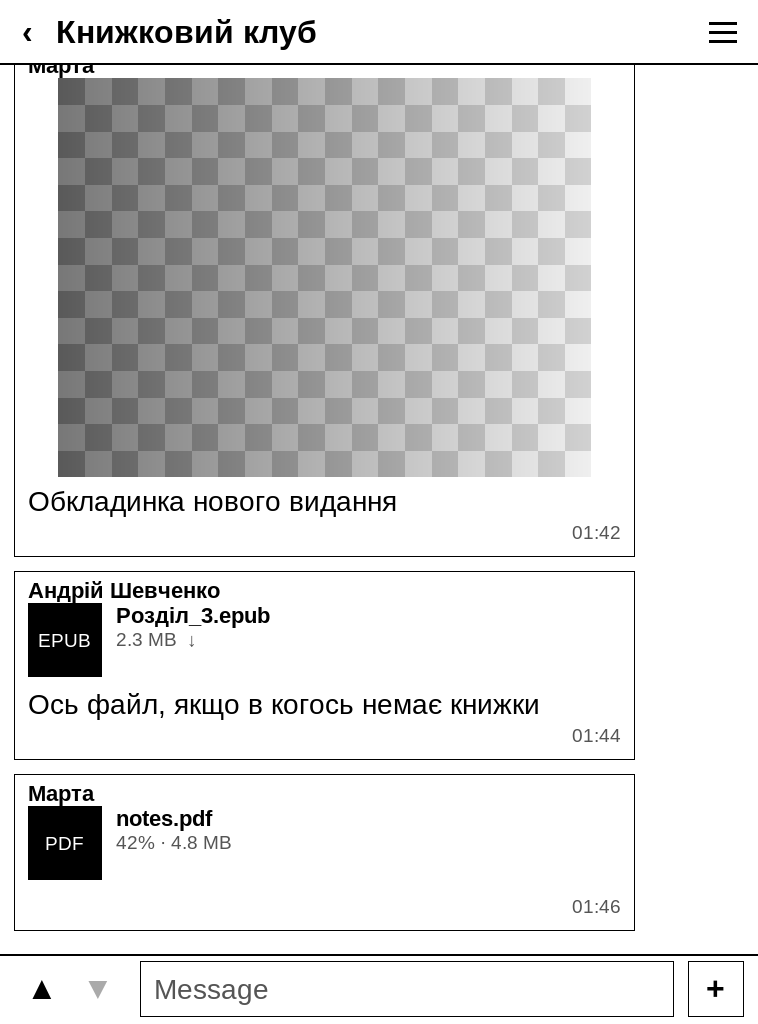 ‹ Книжковий клуб
Марта
Обкладинка нового видання
01:42
Андрій Шевченко
EPUB
Розділ_3.epub
2.3 MB ↓
Ось файл, якщо в когось немає книжки
01:44
Марта
PDF
notes.pdf
42% · 4.8 MB
01:46
▲ ▼ Message +